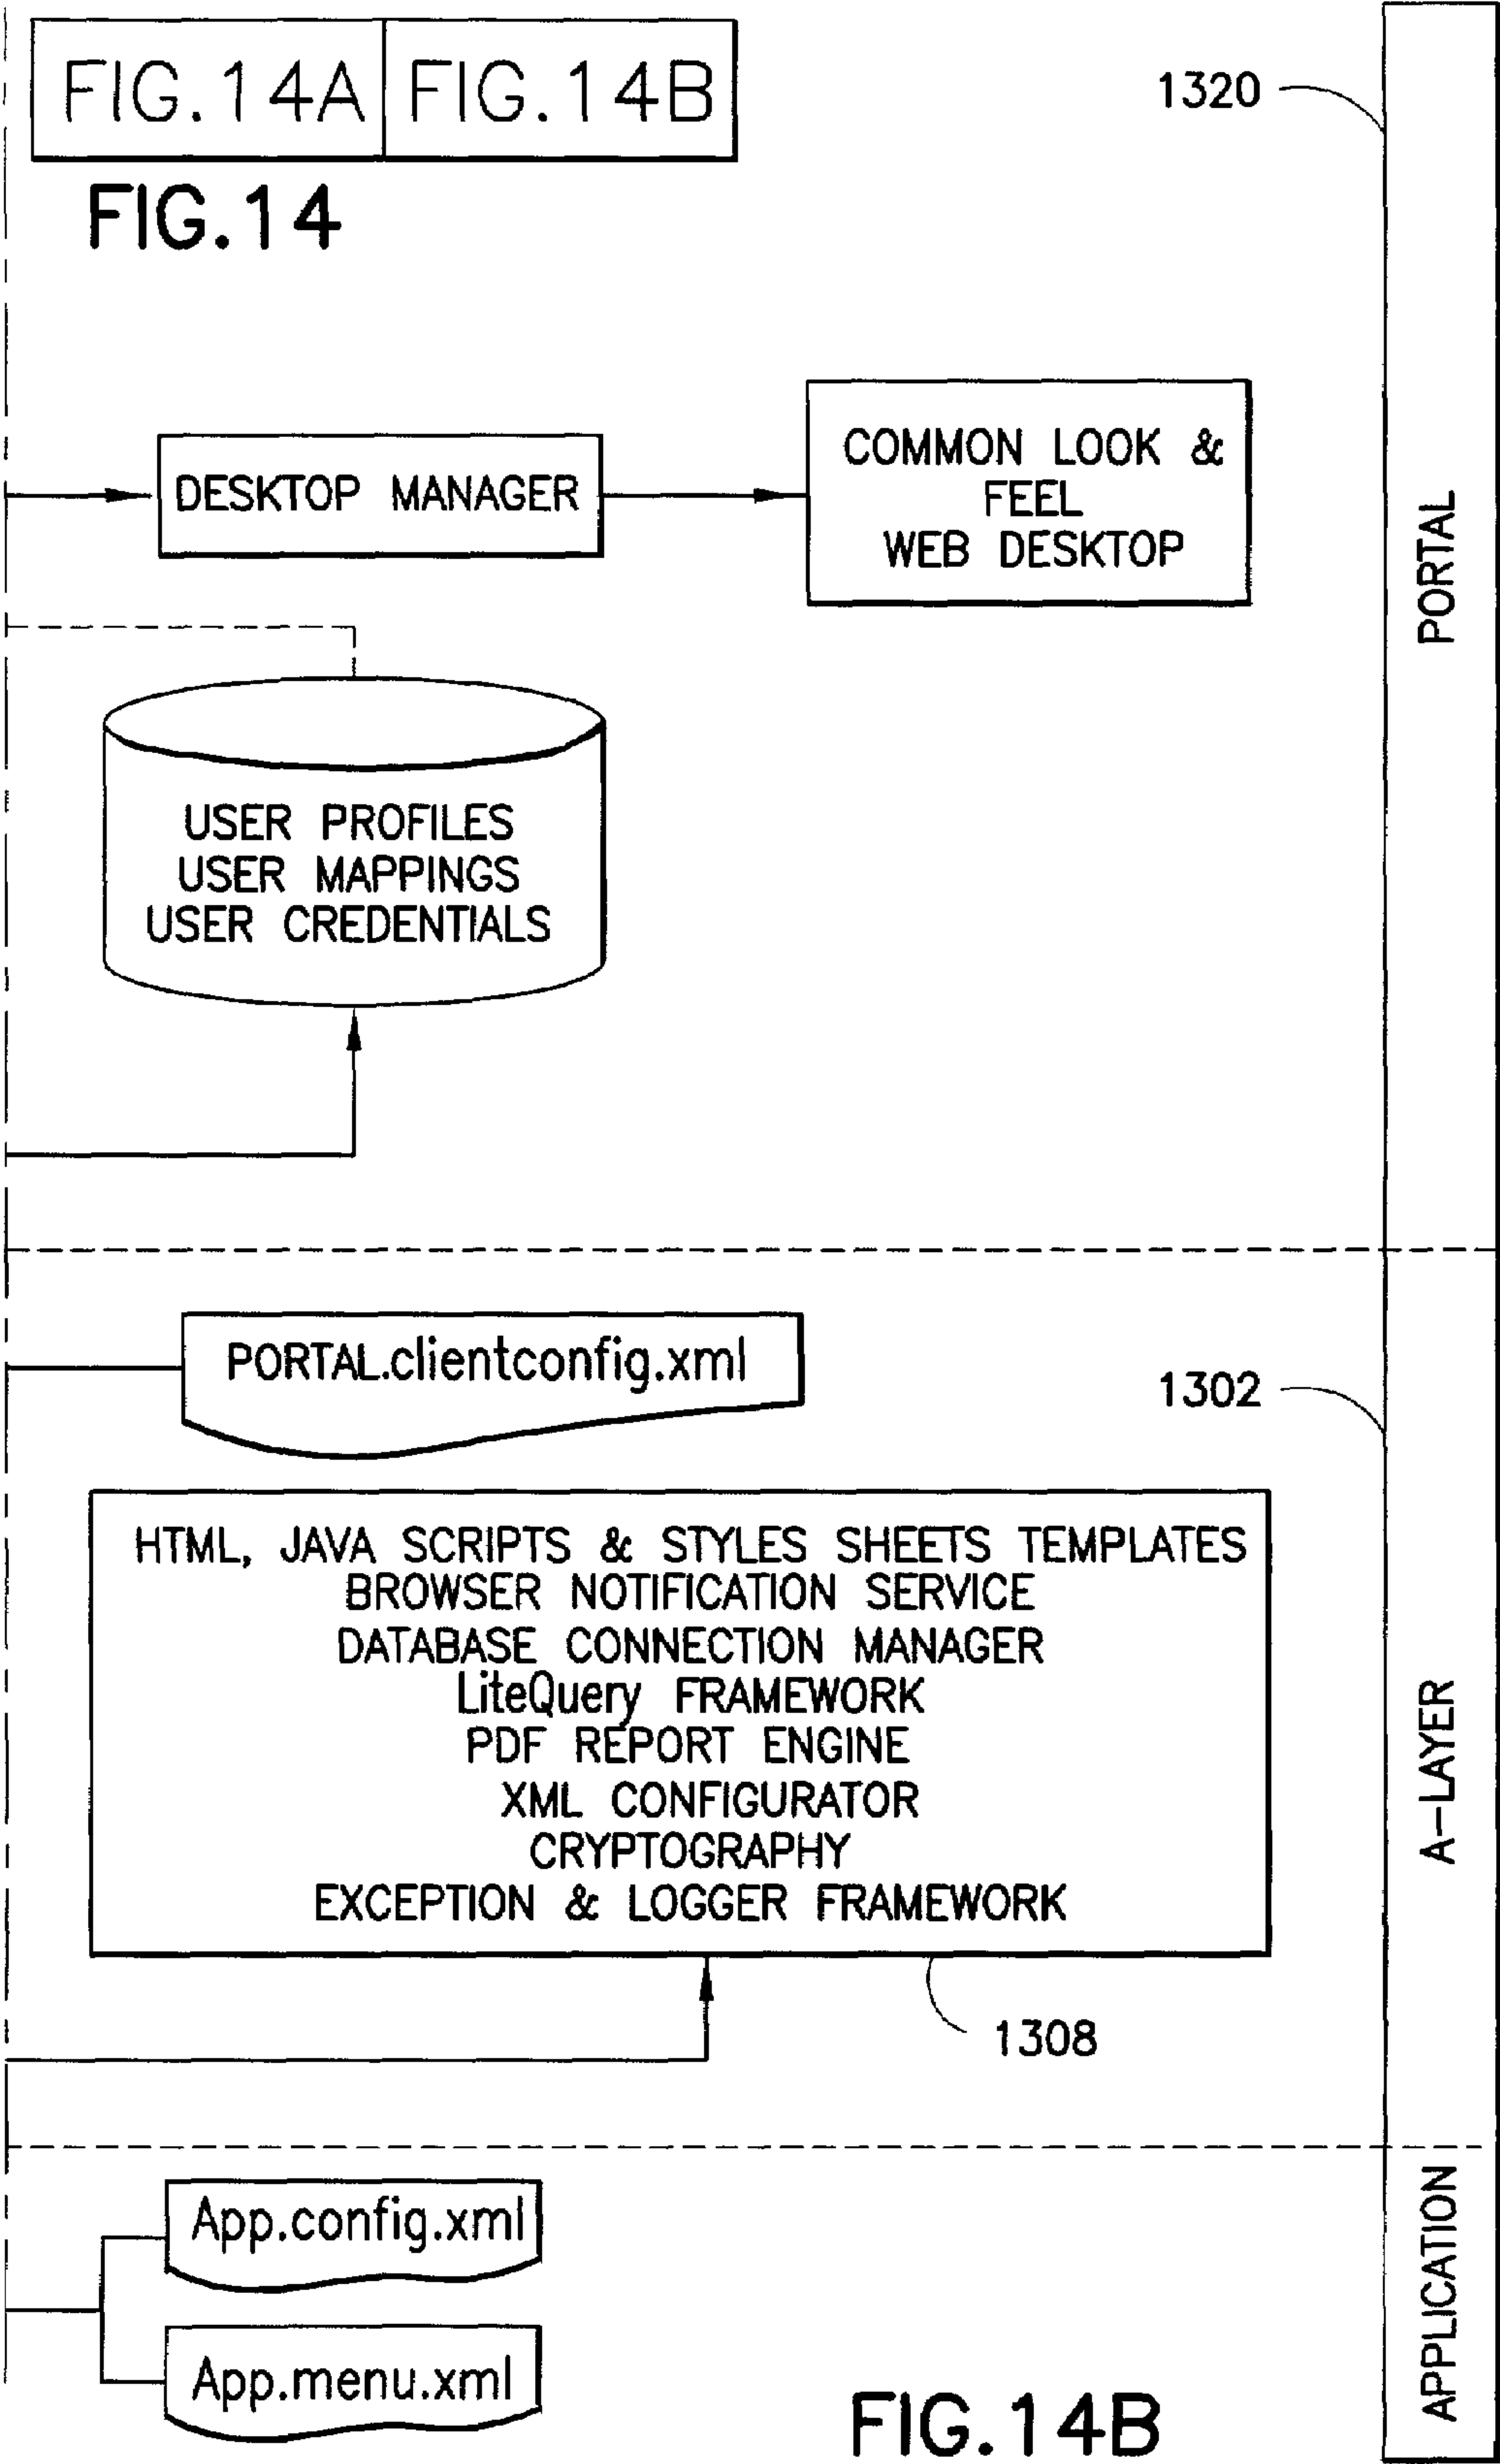 FIG.14A FIG.14B
FIG.14
1320
DESKTOP MANAGER
COMMON LOOK &
FEEL
WEB DESKTOP
PORTAL
USER PROFILES
USER MAPPINGS
USER CREDENTIALS
PORTAL.clientconfig.xml
1302
HTML, JAVA SCRIPTS & STYLES SHEETS TEMPLATES
BROWSER NOTIFICATION SERVICE
DATABASE CONNECTION MANAGER
LiteQuery FRAMEWORK
PDF REPORT ENGINE
XML CONFIGURATOR
CRYPTOGRAPHY
EXCEPTION & LOGGER FRAMEWORK
1308
A-LAYER
App.config.xml
App.menu.xml
APPLICATION
FIG.14B